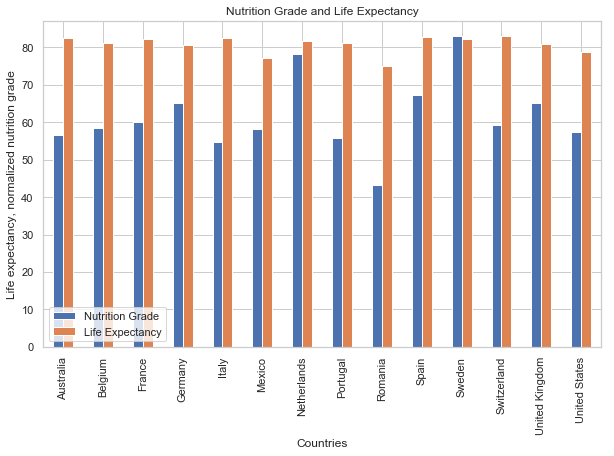 Nutrition Grade and Life Expectancy
Life expectancy, normalized nutrition grade
80
70
60
50
40
30
20
10
0
Nutrition Grade
Life Expectancy
Australia
Belgium
France
Germany
Italy
Mexico
Netherlands
Portugal
Romania
Spain
Sweden
Switzerland
United Kingdom
United States
Countries